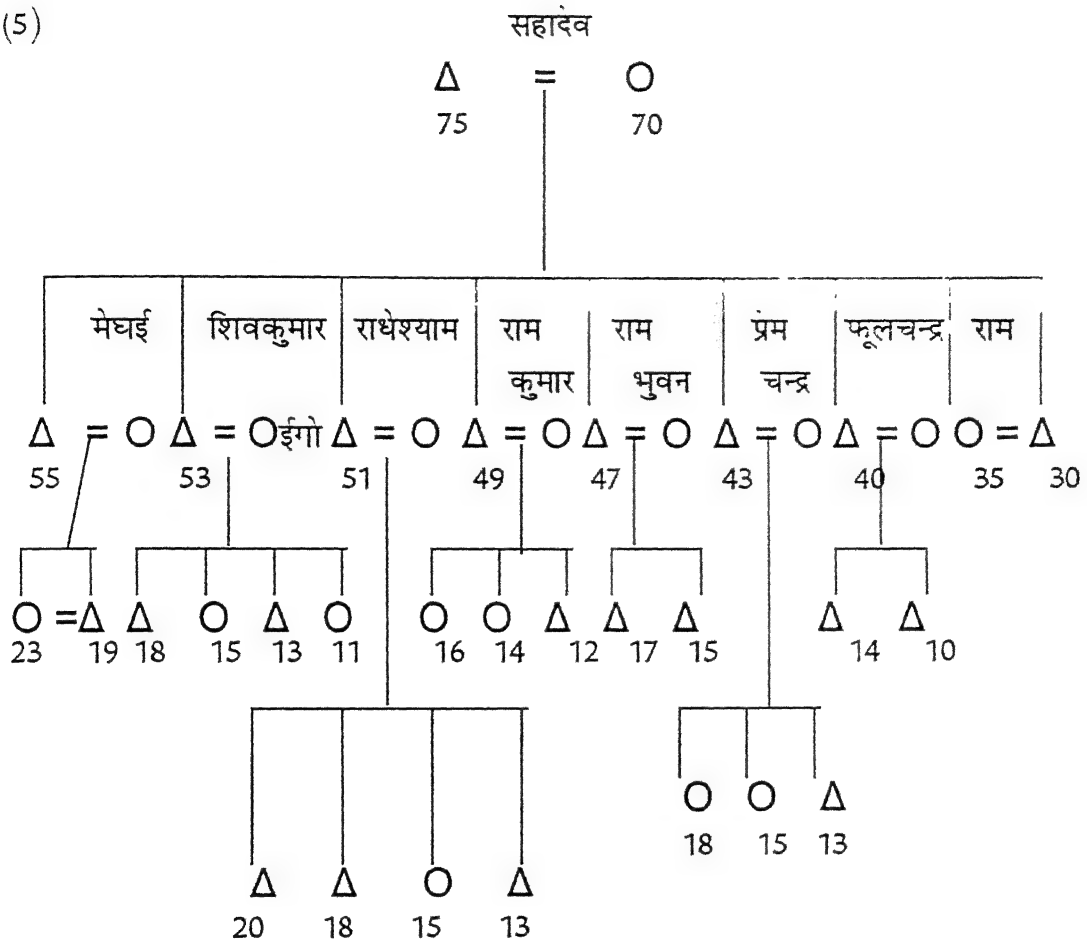 (5) सहादेव
Δ = O
75 70
मेघई शिवकुमार राधेश्याम राम राम प्रेम फूलचन्द्र राम
कुमार भुवन चन्द्र
Δ = O Δ = O ईगो Δ = O Δ = O Δ = O Δ = O Δ = O O = Δ
55 53 51 49 47 43 40 35 30
O = Δ Δ O Δ O O O Δ Δ Δ Δ Δ
23 19 18 15 13 11 16 14 12 17 15 14 10
O O Δ
18 15 13
Δ Δ O Δ
20 18 15 13